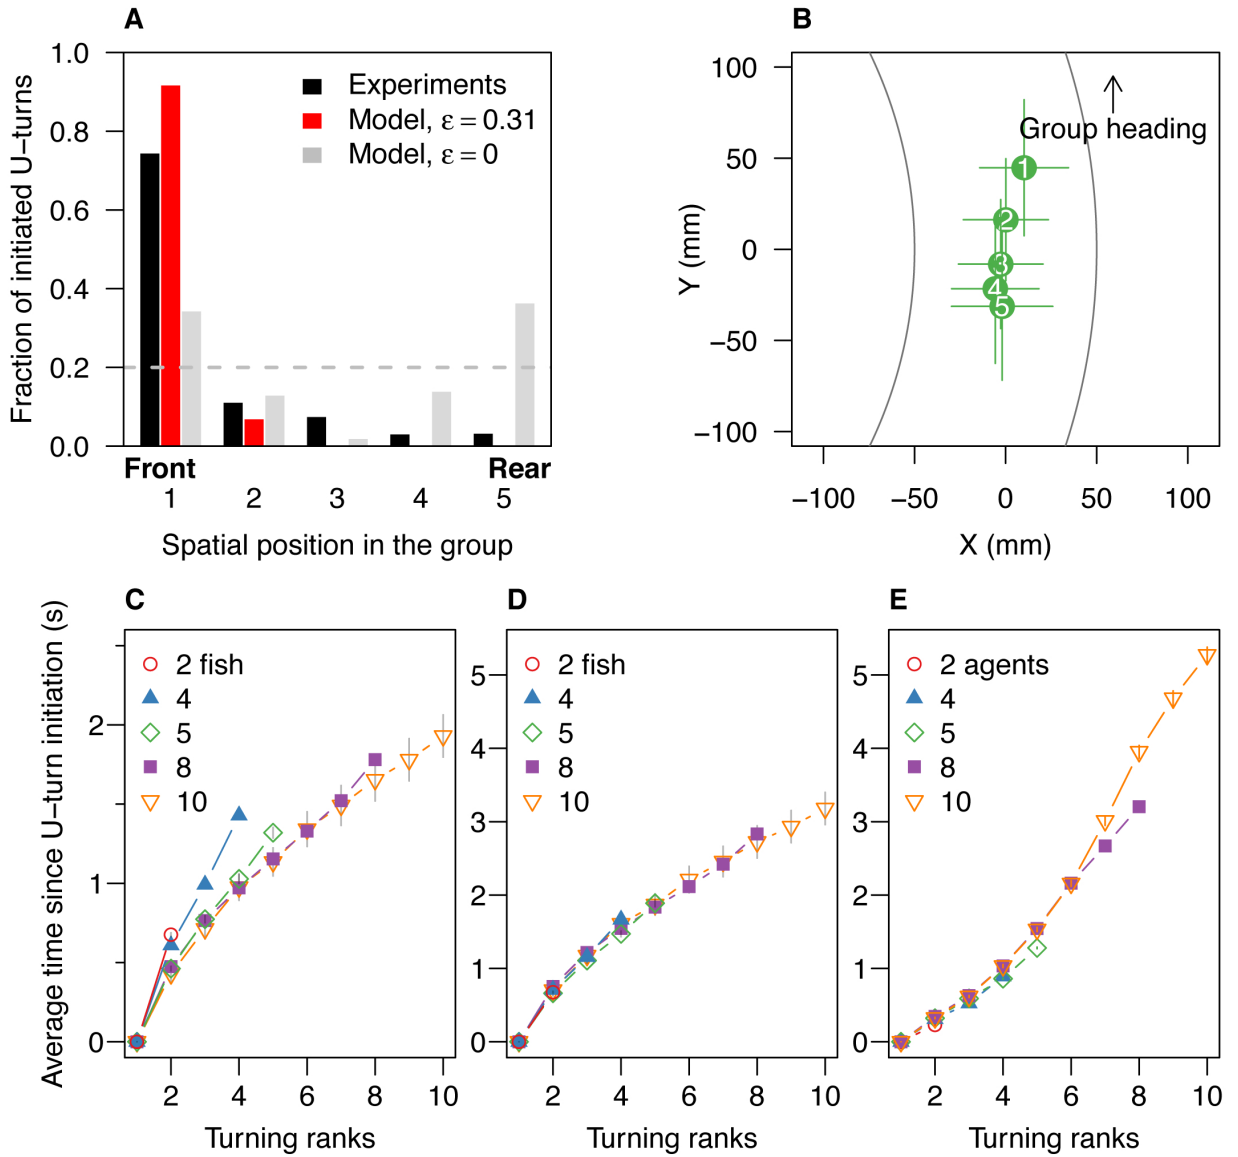 A
Fraction of initiated U−turns
1.0
0.8
0.6
0.4
0.2
0.0
Experiments
Model, ε = 0.31
Model, ε = 0
Front
Rear
1 2 3 4 5
Spatial position in the group
B
Y (mm)
100
50
0
−50
−100
Group heading
1
2
3
4
5
−100 −50 0 50 100
X (mm)
C
Average time since U−turn initiation (s)
2
1
0
2 fish
4
5
8
10
2 4 6 8 10
Turning ranks
D
5
4
3
2
1
0
2 fish
4
5
8
10
2 4 6 8 10
Turning ranks
E
5
4
3
2
1
0
2 agents
4
5
8
10
2 4 6 8 10
Turning ranks